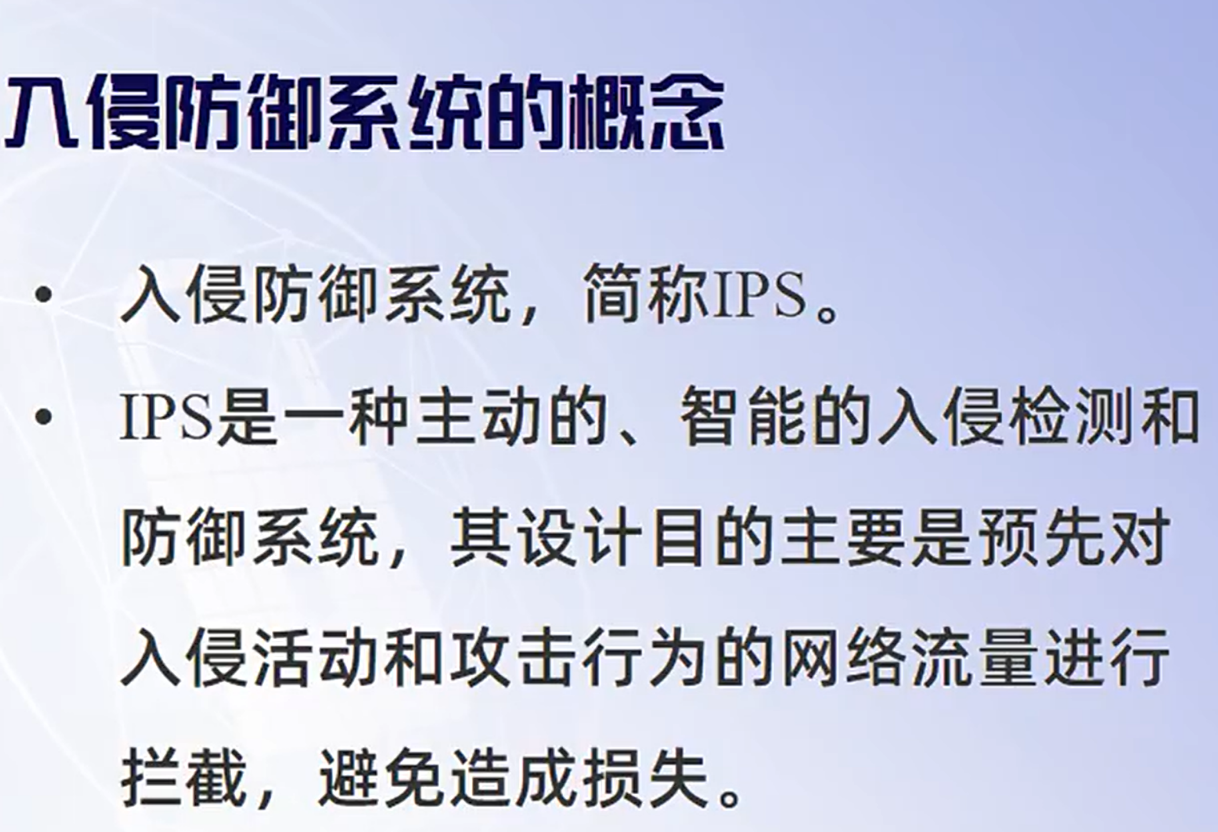 入侵防御系统的概念
• 入侵防御系统，简称IPS。
• IPS是一种主动的、智能的入侵检测和
防御系统，其设计目的主要是预先对
入侵活动和攻击行为的网络流量进行
拦截，避免造成损失。